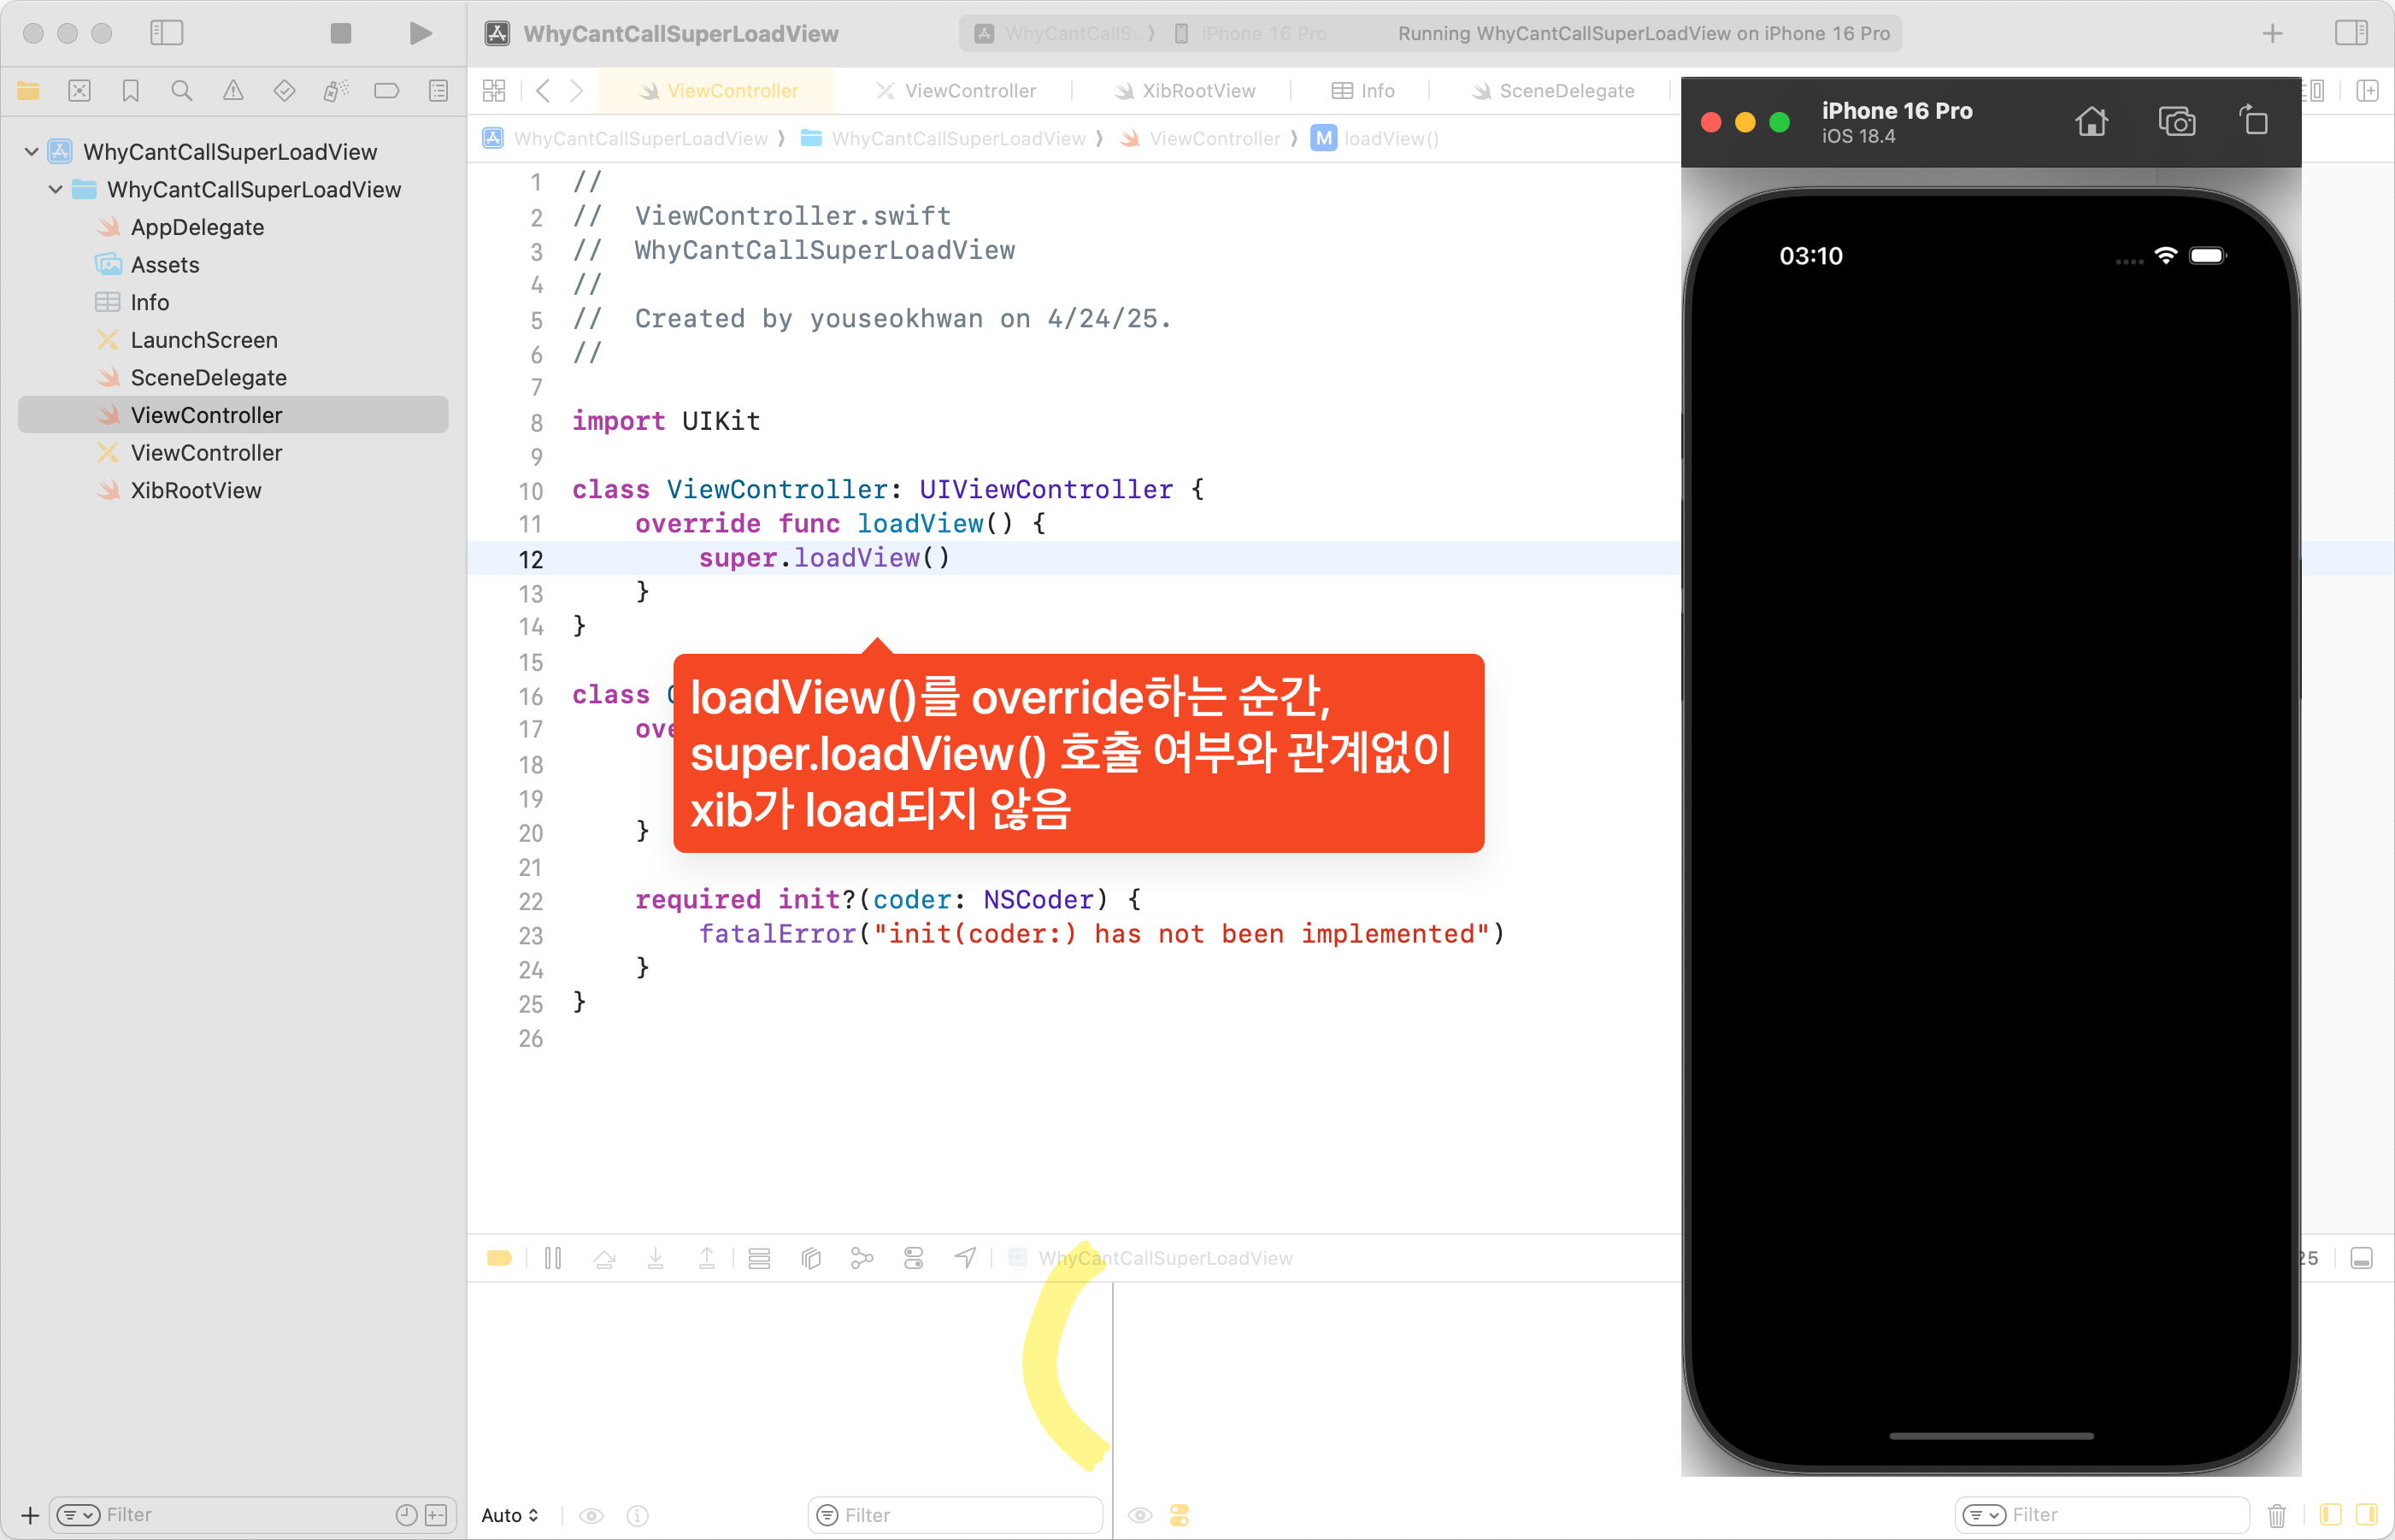 WhyCantCallSuperLoadView
WhyCantCallSu
iPhone 16 Pro
Running WhyCantCallSuperLoadView on iPhone 16 Pro
ViewController
ViewController
XibRootView
Info
SceneDelegate
WhyCantCallSuperLoadView
WhyCantCallSuperLoadView
ViewController
M loadView()
WhyCantCallSuperLoadView
WhyCantCallSuperLoadView
AppDelegate
Assets
Info
LaunchScreen
SceneDelegate
ViewController
ViewController
XibRootView
1 //
2 //  ViewController.swift
3 //  WhyCantCallSuperLoadView
4 //
5 //  Created by youseokhwan on 4/24/25.
6 //
7
8 import UIKit
9
10 class ViewController: UIViewController {
11     override func loadView() {
12         super.loadView()
13     }
14 }
15
16 class
17     ove
18
19
20     }
21
22     required init?(coder: NSCoder) {
23         fatalError("init(coder:) has not been implemented")
24     }
25 }
26
loadView()를 override하는 순간,
super.loadView() 호출 여부와 관계없이
xib가 load되지 않음
iPhone 16 Pro
iOS 18.4
03:10
WhyCantCallSuperLoadView
25
Filter
Auto
Filter
Filter